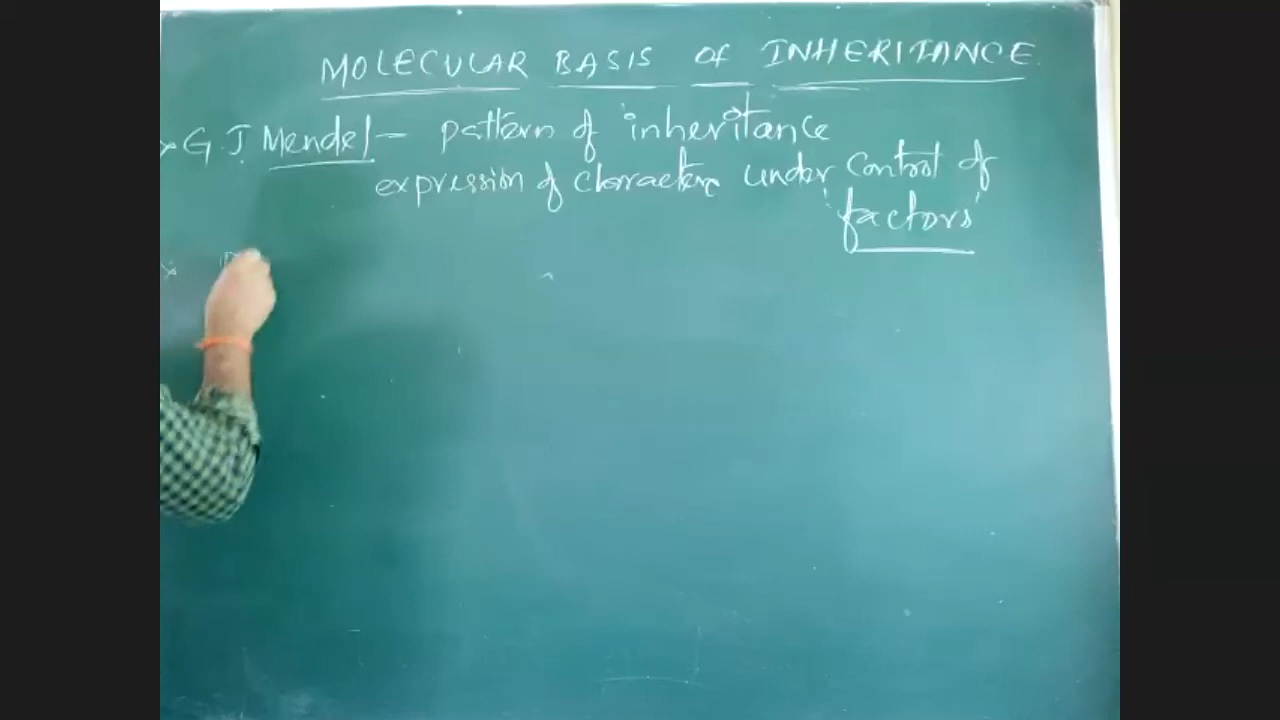 MOLECULAR BASIS OF INHERITANCE
G J Mendel - pattern of inheritance
expression of character under control of
'factors'